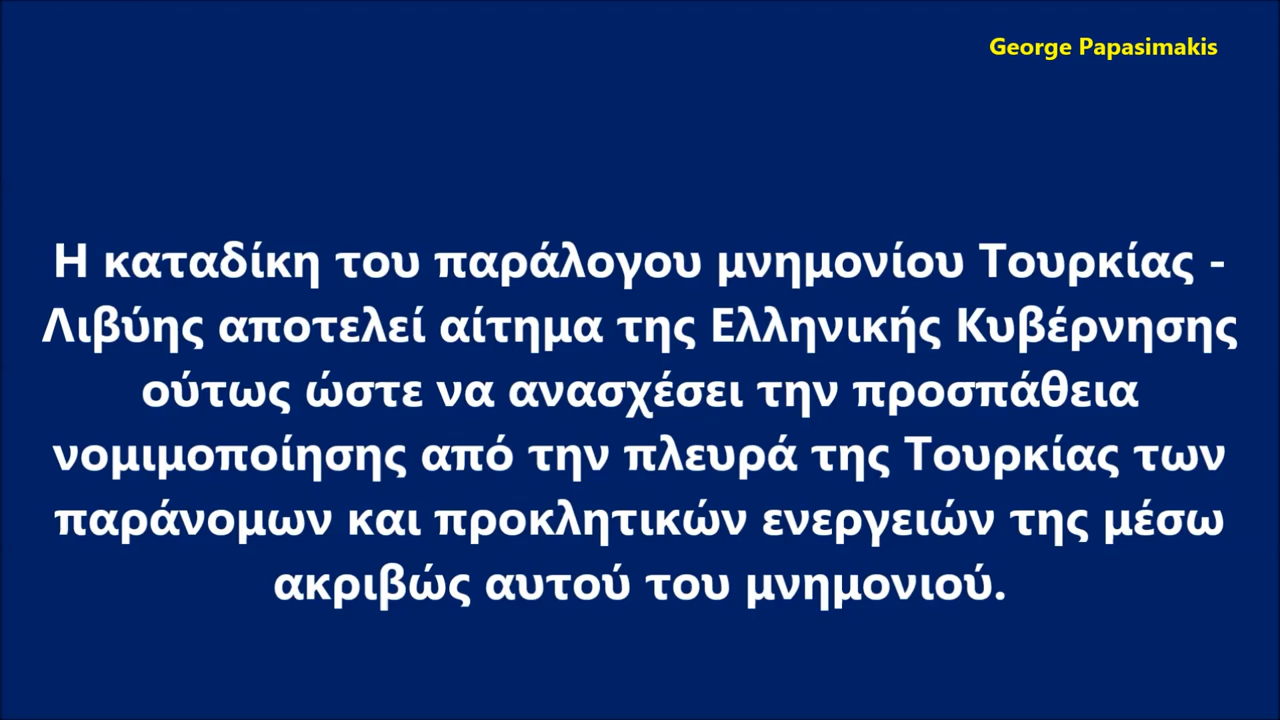 George Papasimakis
Η καταδίκη του παράλογου μνημονίου Τουρκίας -
Λιβύης αποτελεί αίτημα της Ελληνικής Κυβέρνησης
ούτως ώστε να ανασχέσει την προσπάθεια
νομιμοποίησης από την πλευρά της Τουρκίας των
παράνομων και προκλητικών ενεργειών της μέσω
ακριβώς αυτού του μνημονιού.